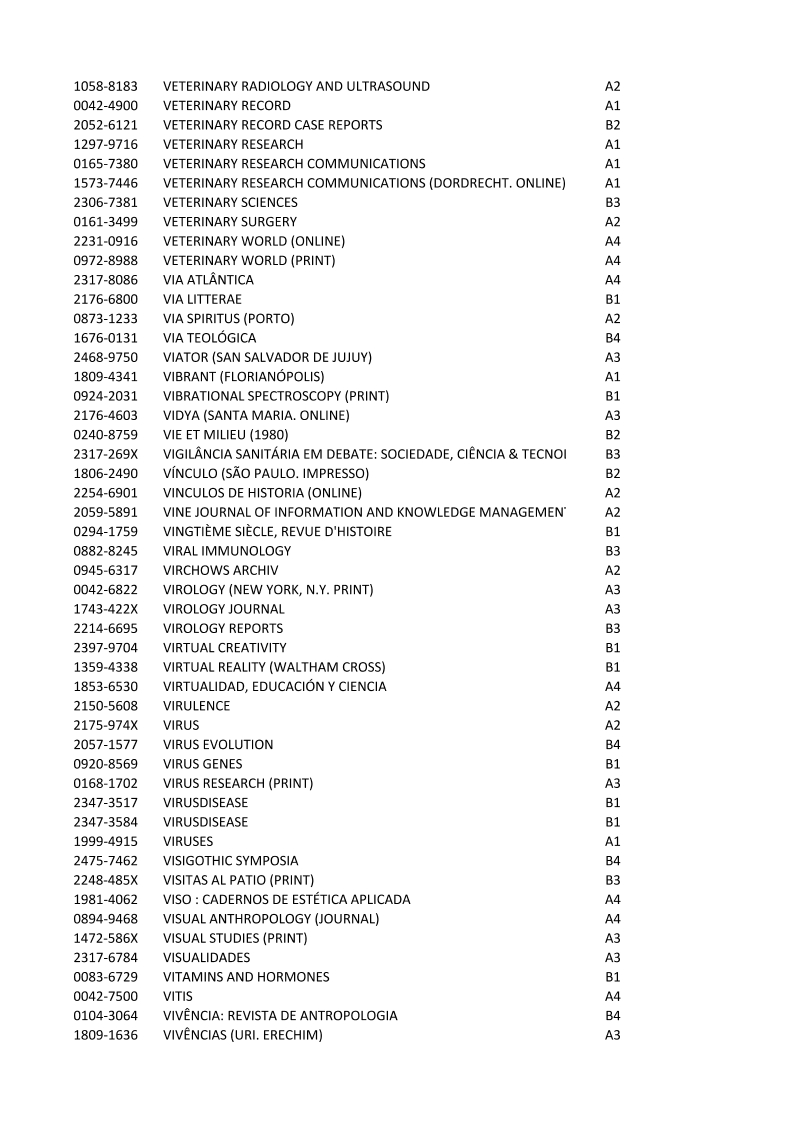 1058-8183 VETERINARY RADIOLOGY AND ULTRASOUND A2
0042-4900 VETERINARY RECORD A1
2052-6121 VETERINARY RECORD CASE REPORTS B2
1297-9716 VETERINARY RESEARCH A1
0165-7380 VETERINARY RESEARCH COMMUNICATIONS A1
1573-7446 VETERINARY RESEARCH COMMUNICATIONS (DORDRECHT. ONLINE) A1
2306-7381 VETERINARY SCIENCES B3
0161-3499 VETERINARY SURGERY A2
2231-0916 VETERINARY WORLD (ONLINE) A4
0972-8988 VETERINARY WORLD (PRINT) A4
2317-8086 VIA ATLÂNTICA A4
2176-6800 VIA LITTERAE B1
0873-1233 VIA SPIRITUS (PORTO) A2
1676-0131 VIA TEOLÓGICA B4
2468-9750 VIATOR (SAN SALVADOR DE JUJUY) A3
1809-4341 VIBRANT (FLORIANÓPOLIS) A1
0924-2031 VIBRATIONAL SPECTROSCOPY (PRINT) B1
2176-4603 VIDYA (SANTA MARIA. ONLINE) A3
0240-8759 VIE ET MILIEU (1980) B2
2317-269X VIGILÂNCIA SANITÁRIA EM DEBATE: SOCIEDADE, CIÊNCIA & TECNOI B3
1806-2490 VÍNCULO (SÃO PAULO. IMPRESSO) B2
2254-6901 VINCULOS DE HISTORIA (ONLINE) A2
2059-5891 VINE JOURNAL OF INFORMATION AND KNOWLEDGE MANAGEMENT A2
0294-1759 VINGTIÈME SIÈCLE, REVUE D'HISTOIRE B1
0882-8245 VIRAL IMMUNOLOGY B3
0945-6317 VIRCHOWS ARCHIV A2
0042-6822 VIROLOGY (NEW YORK, N.Y. PRINT) A3
1743-422X VIROLOGY JOURNAL A3
2214-6695 VIROLOGY REPORTS B3
2397-9704 VIRTUAL CREATIVITY B1
1359-4338 VIRTUAL REALITY (WALTHAM CROSS) B1
1853-6530 VIRTUALIDAD, EDUCACIÓN Y CIENCIA A4
2150-5608 VIRULENCE A2
2175-974X VIRUS A2
2057-1577 VIRUS EVOLUTION B4
0920-8569 VIRUS GENES B1
0168-1702 VIRUS RESEARCH (PRINT) A3
2347-3517 VIRUSDISEASE B1
2347-3584 VIRUSDISEASE B1
1999-4915 VIRUSES A1
2475-7462 VISIGOTHIC SYMPOSIA B4
2248-485X VISITAS AL PATIO (PRINT) B3
1981-4062 VISO : CADERNOS DE ESTÉTICA APLICADA A4
0894-9468 VISUAL ANTHROPOLOGY (JOURNAL) A4
1472-586X VISUAL STUDIES (PRINT) A3
2317-6784 VISUALIDADES A3
0083-6729 VITAMINS AND HORMONES B1
0042-7500 VITIS A4
0104-3064 VIVÊNCIA: REVISTA DE ANTROPOLOGIA B4
1809-1636 VIVÊNCIAS (URI. ERECHIM) A3